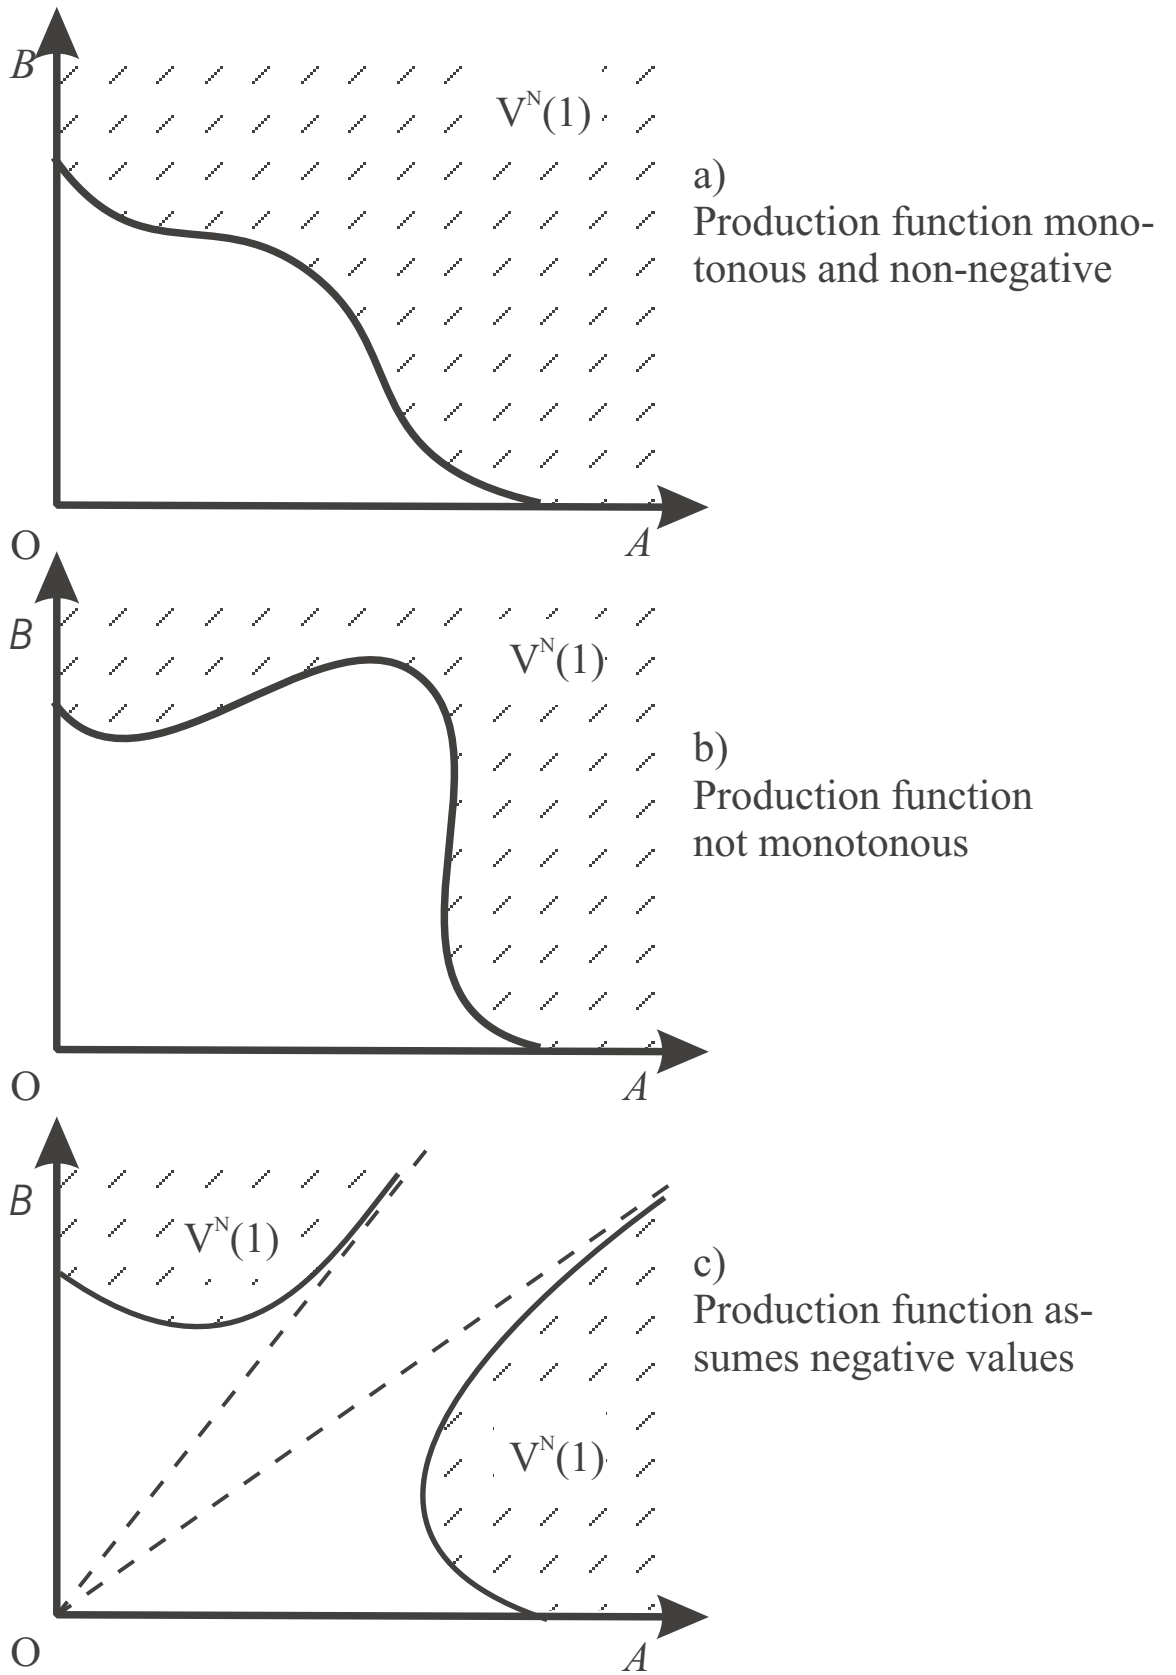 B
V^N(1)
a)
Production function mono-
tonous and non-negative
O
A
B
V^N(1)
b)
Production function
not monotonous
O
A
B
V^N(1)
c)
Production function as-
sumes negative values
V^N(1)
O
A